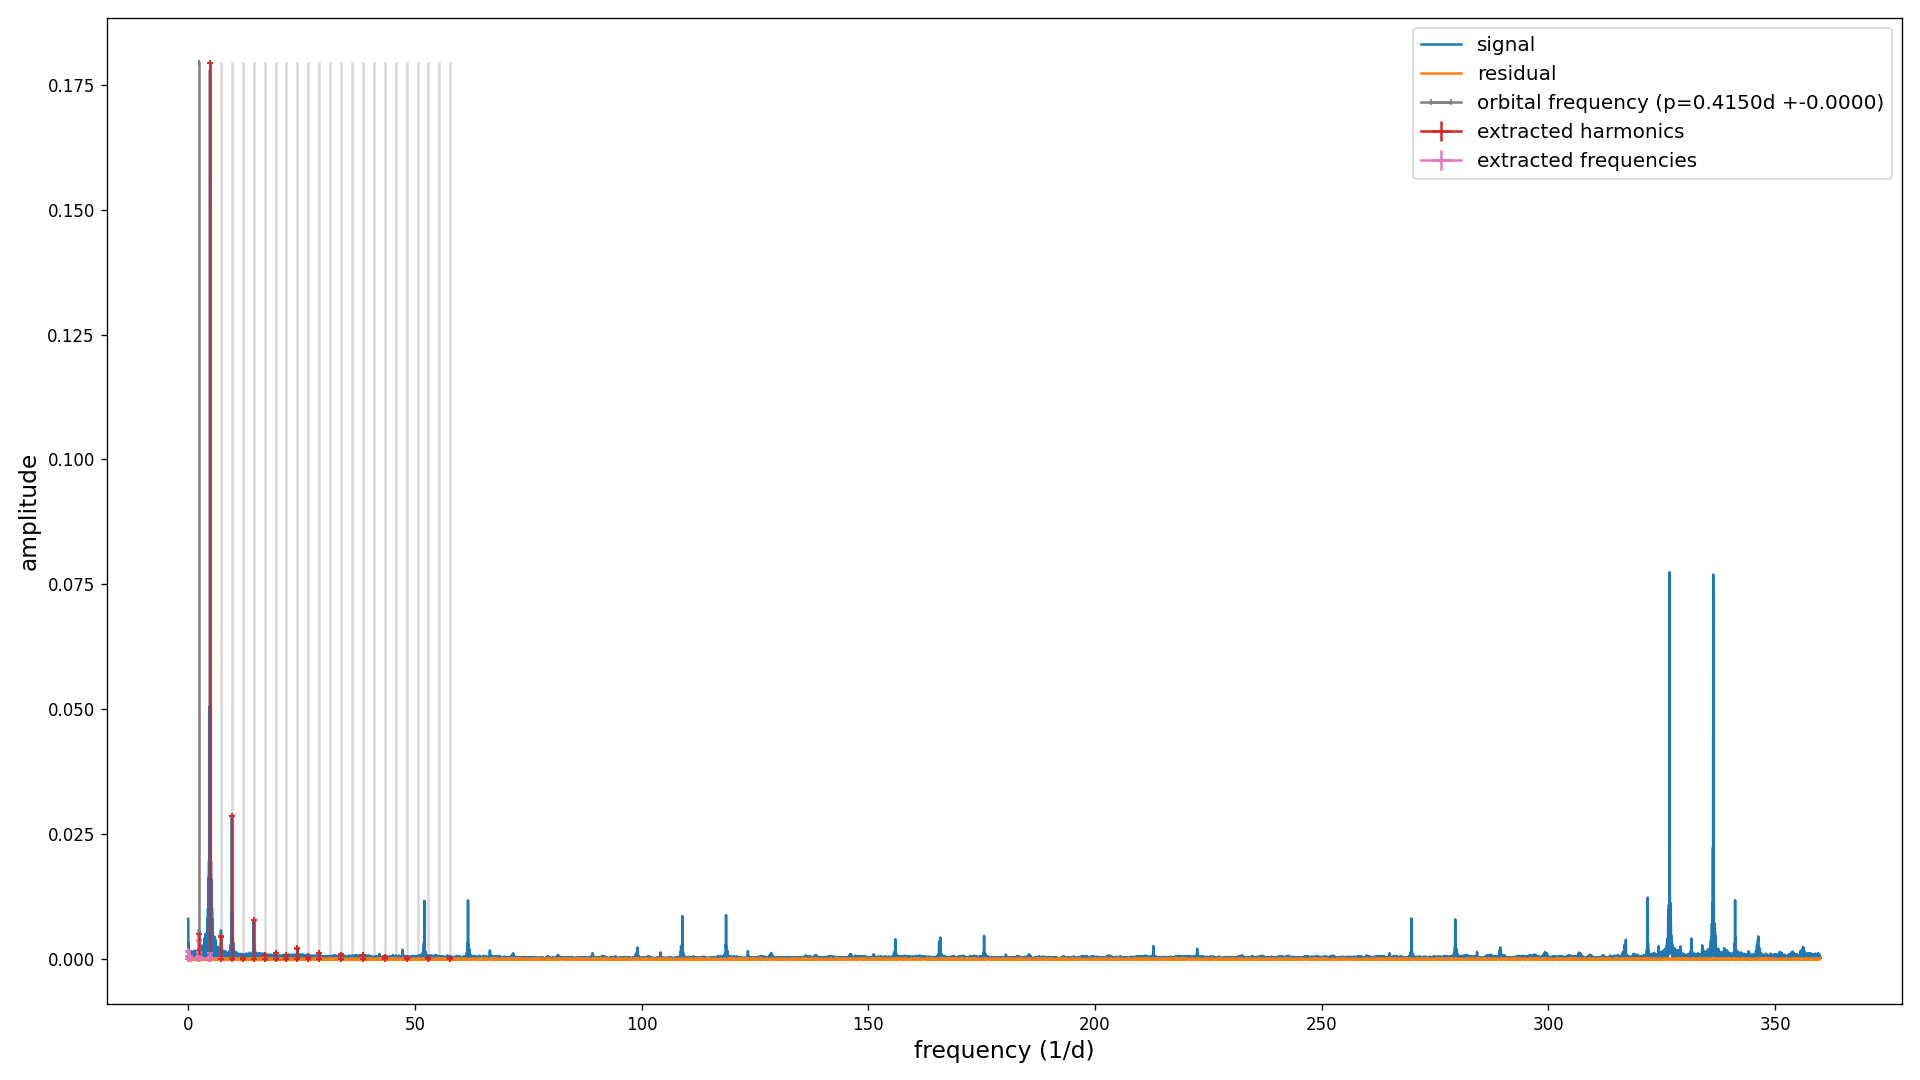 signal
residual
orbital frequency (p=0.4150d +-0.0000)
extracted harmonics
extracted frequencies
0.175
0.150
0.125
0.100
0.075
0.050
0.025
0.000
amplitude
0 50 100 150 200 250 300 350
frequency (1/d)